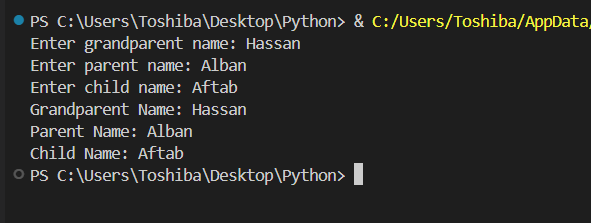 PS C:\Users\Toshiba\Desktop\Python> & C:/Users/Toshiba/AppData/
Enter grandparent name: Hassan
Enter parent name: Alban
Enter child name: Aftab
Grandparent Name: Hassan
Parent Name: Alban
Child Name: Aftab
PS C:\Users\Toshiba\Desktop\Python>